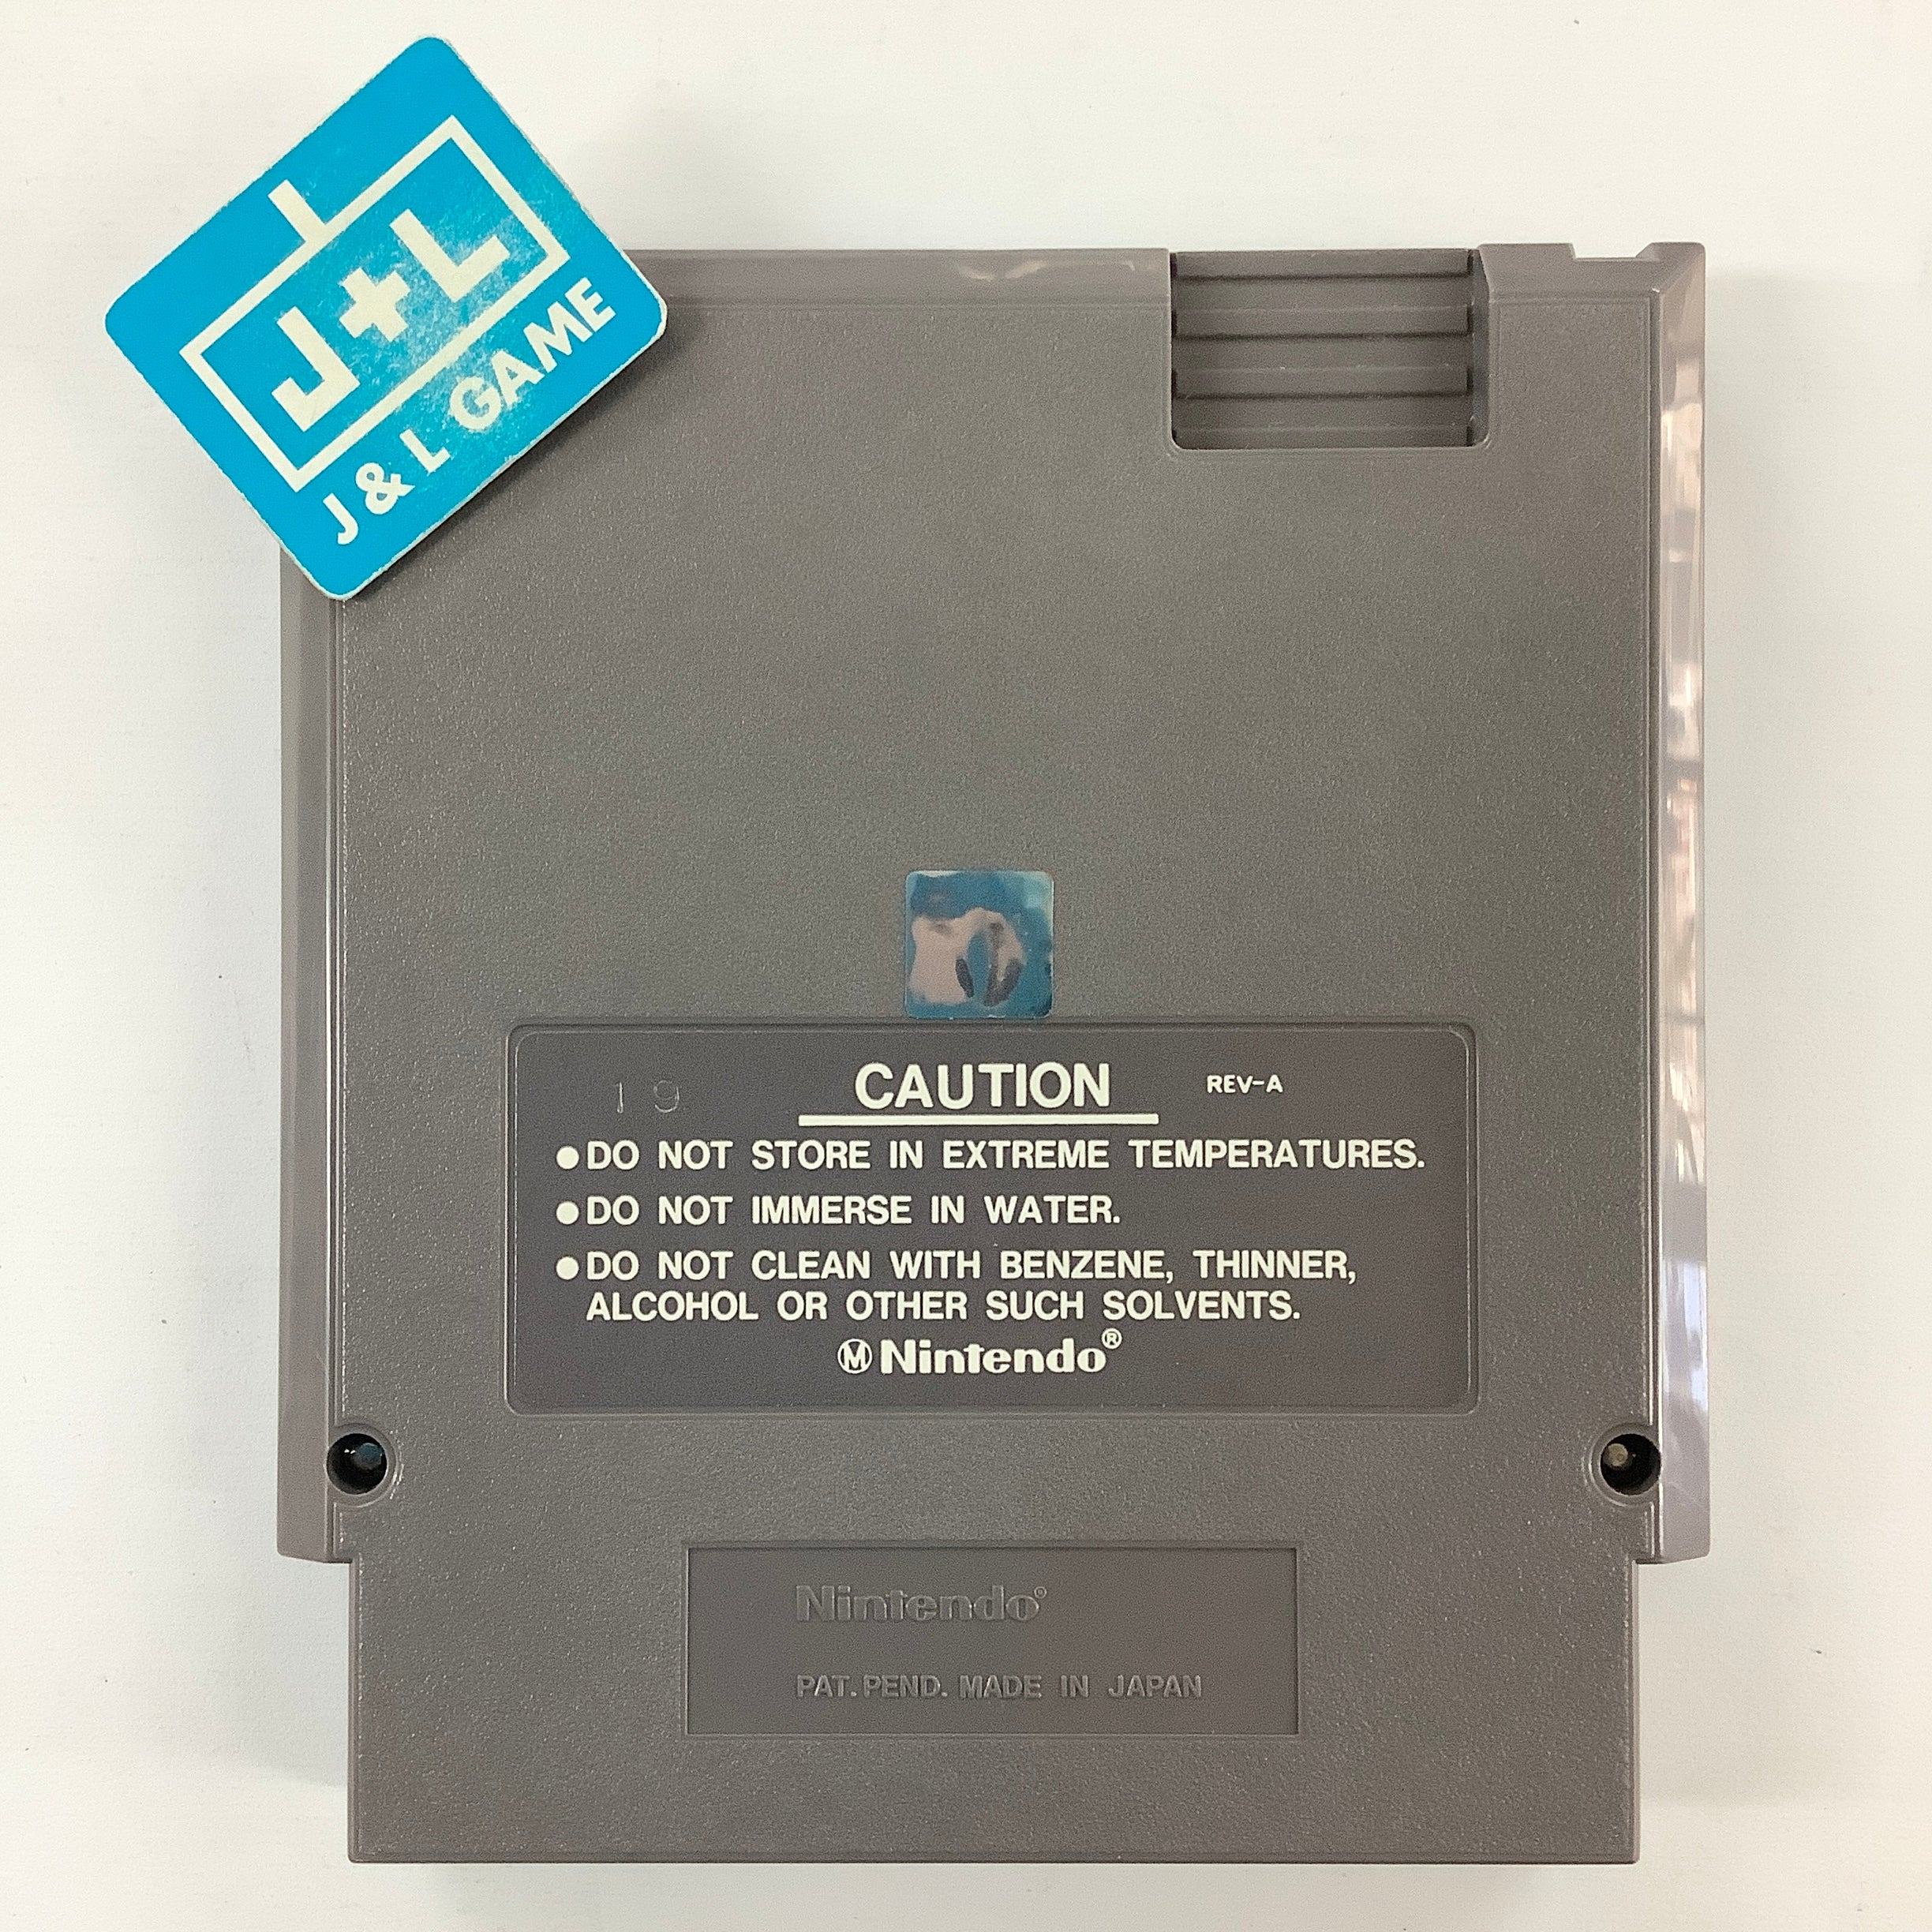 J+L
J & L GAME
19
CAUTION
REV-A
●DO NOT STORE IN EXTREME TEMPERATURES.
●DO NOT IMMERSE IN WATER.
●DO NOT CLEAN WITH BENZENE, THINNER,
ALCOHOL OR OTHER SUCH SOLVENTS.
ⓂNintendo®
Nintendo®
PAT. PEND. MADE IN JAPAN